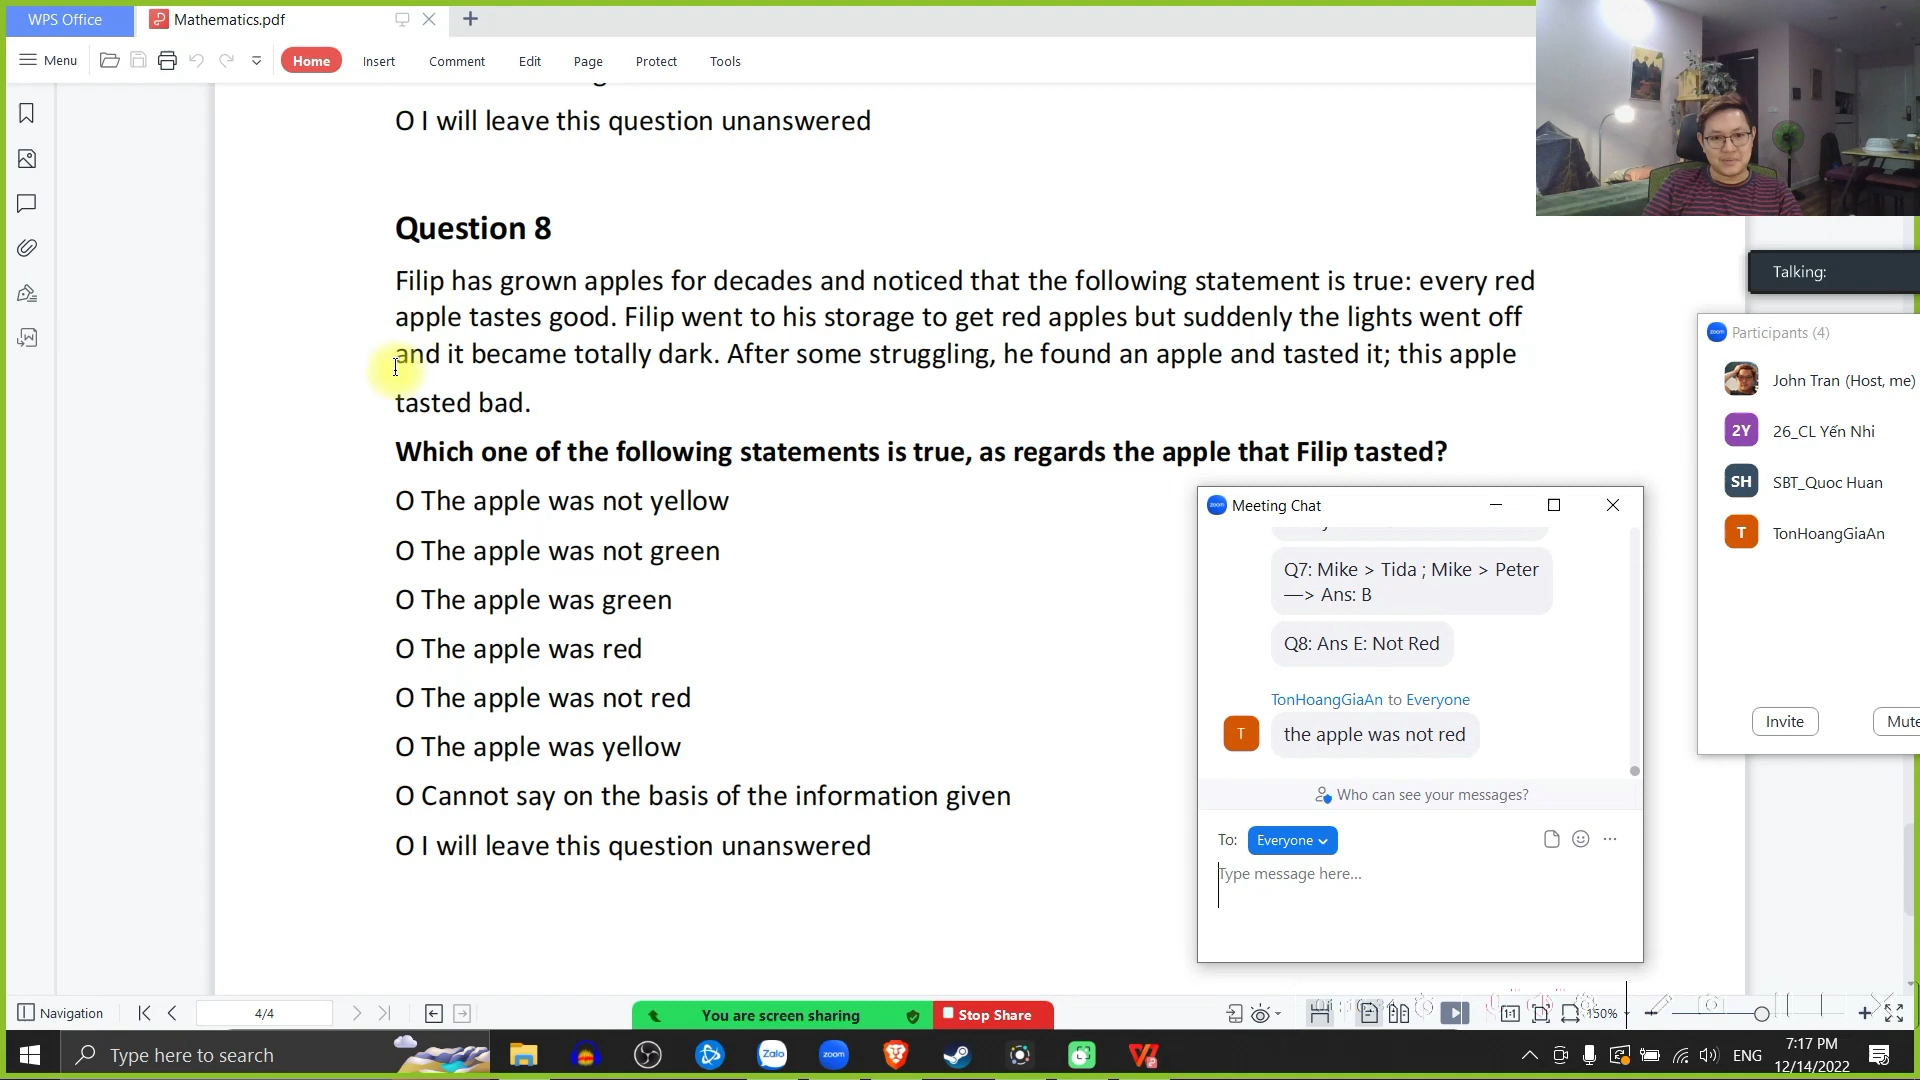 WPS Office
Mathematics.pdf
Menu
Home
Insert
Comment
Edit
Page
Protect
Tools
O I will leave this question unanswered
Question 8
Filip has grown apples for decades and noticed that the following statement is true: every red
apple tastes good. Filip went to his storage to get red apples but suddenly the lights went off
and it became totally dark. After some struggling, he found an apple and tasted it; this apple
tasted bad.
Which one of the following statements is true, as regards the apple that Filip tasted?
O The apple was not yellow
O The apple was not green
O The apple was green
O The apple was red
O The apple was not red
O The apple was yellow
O Cannot say on the basis of the information given
O I will leave this question unanswered
Talking:
zoom Participants (4)
John Tran (Host, me)
2Y 26_CL Yến Nhi
SH SBT_Quoc Huan
T TonHoangGiaAn
Invite
Mute
zoom Meeting Chat
Q7: Mike > Tida ; Mike > Peter
—> Ans: B
Q8: Ans E: Not Red
TonHoangGiaAn to Everyone
T the apple was not red
Who can see your messages?
To: Everyone
Type message here...
Navigation
4/4
You are screen sharing
Stop Share
1:1
150%
Type here to search
Zalo
zoom
ENG
7:17 PM
12/14/2022